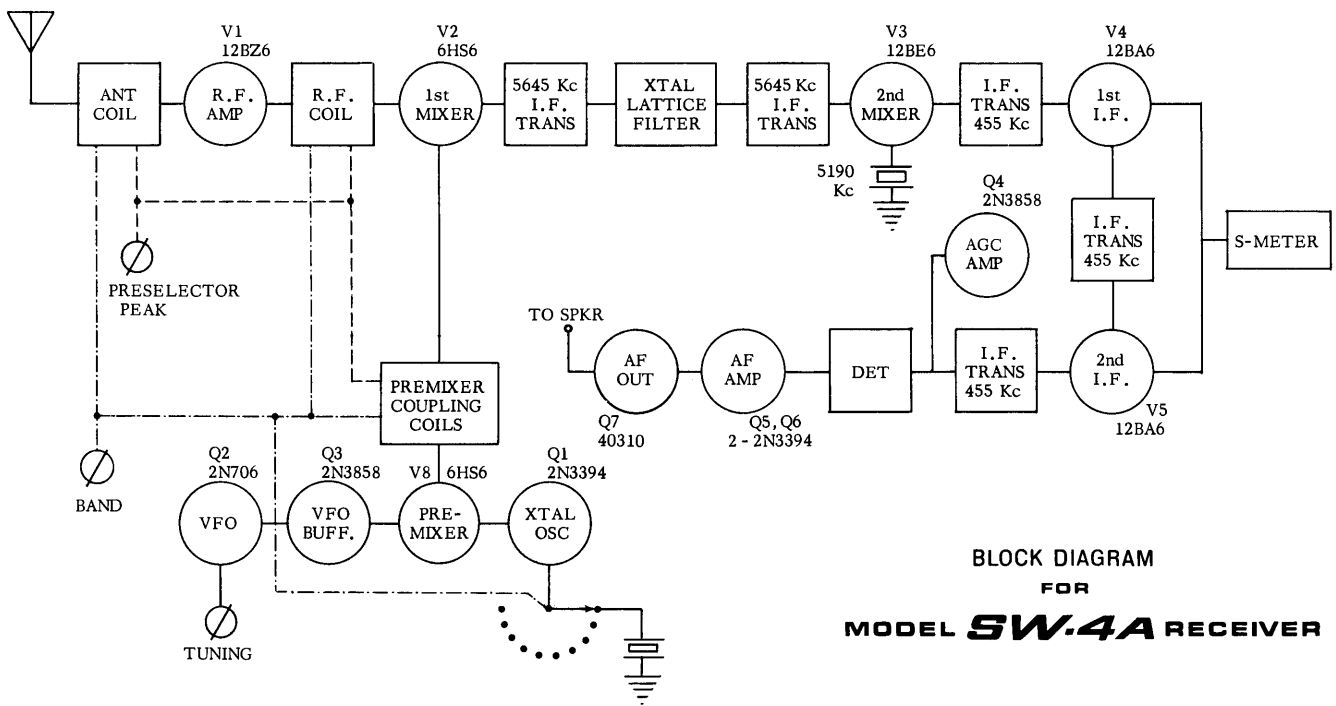 V1
12BZ6
V2
6HS6
V3
12BE6
V4
12BA6
ANT
COIL
R.F.
AMP
R.F.
COIL
1st
MIXER
5645 Kc
I.F.
TRANS
XTAL
LATTICE
FILTER
5645 Kc
I.F.
TRANS
2nd
MIXER
I.F.
TRANS
455 Kc
1st
I.F.
5190
Kc
Q4
2N3858
AGC
AMP
I.F.
TRANS
455 Kc
S-METER
PRESELECTOR
PEAK
TO SPKR
AF
OUT
Q7
40310
AF
AMP
Q5, Q6
2 - 2N3394
DET
I.F.
TRANS
455 Kc
2nd
I.F.
V5
12BA6
PREMIXER
COUPLING
COILS
BAND
Q2
2N706
VFO
Q3
2N3858
VFO
BUFF.
V8 6HS6
PRE-
MIXER
Q1
2N3394
XTAL
OSC
TUNING
BLOCK DIAGRAM
FOR
MODEL SW-4A RECEIVER